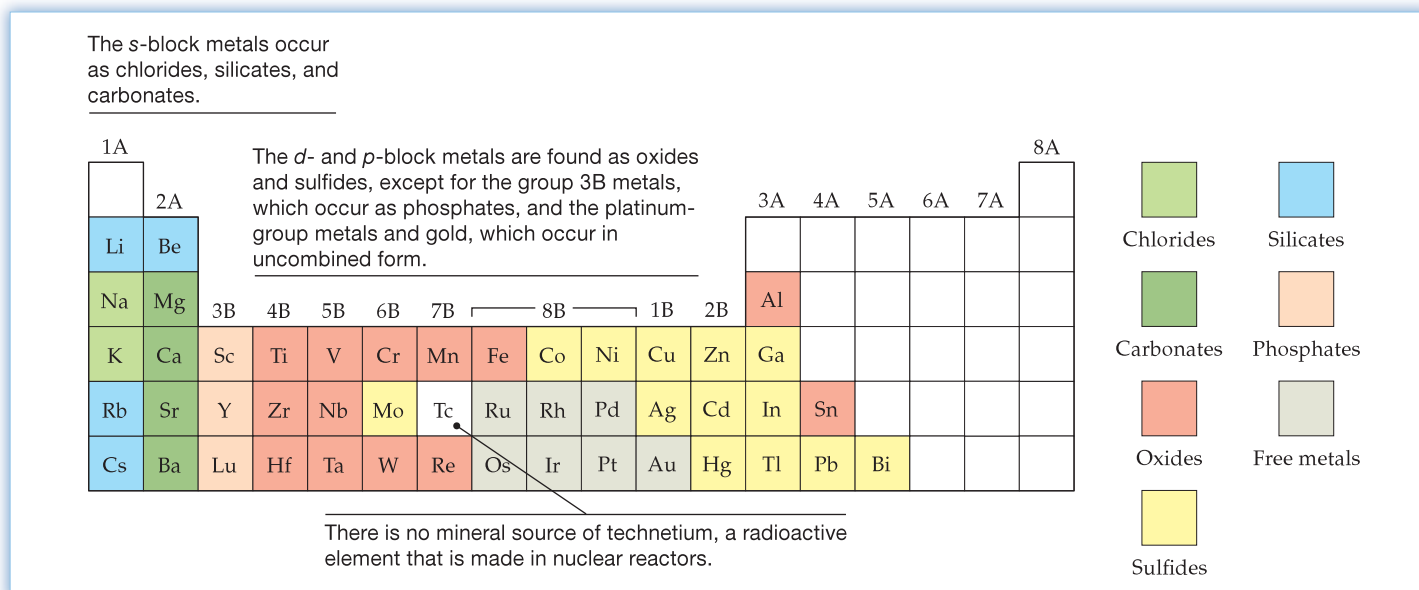 The s-block metals occur
as chlorides, silicates, and
carbonates.
1A
8A
The d- and p-block metals are found as oxides
and sulfides, except for the group 3B metals,
which occur as phosphates, and the platinum-
group metals and gold, which occur in
uncombined form.
2A
3A 4A 5A 6A 7A
Li Be
Na Mg
3B 4B 5B 6B 7B 8B 1B 2B
Al
K Ca Sc Ti V Cr Mn Fe Co Ni Cu Zn Ga
Rb Sr Y Zr Nb Mo Tc Ru Rh Pd Ag Cd In Sn
Cs Ba Lu Hf Ta W Re Os Ir Pt Au Hg Tl Pb Bi
There is no mineral source of technetium, a radioactive
element that is made in nuclear reactors.
Chlorides Silicates
Carbonates Phosphates
Oxides Free metals
Sulfides